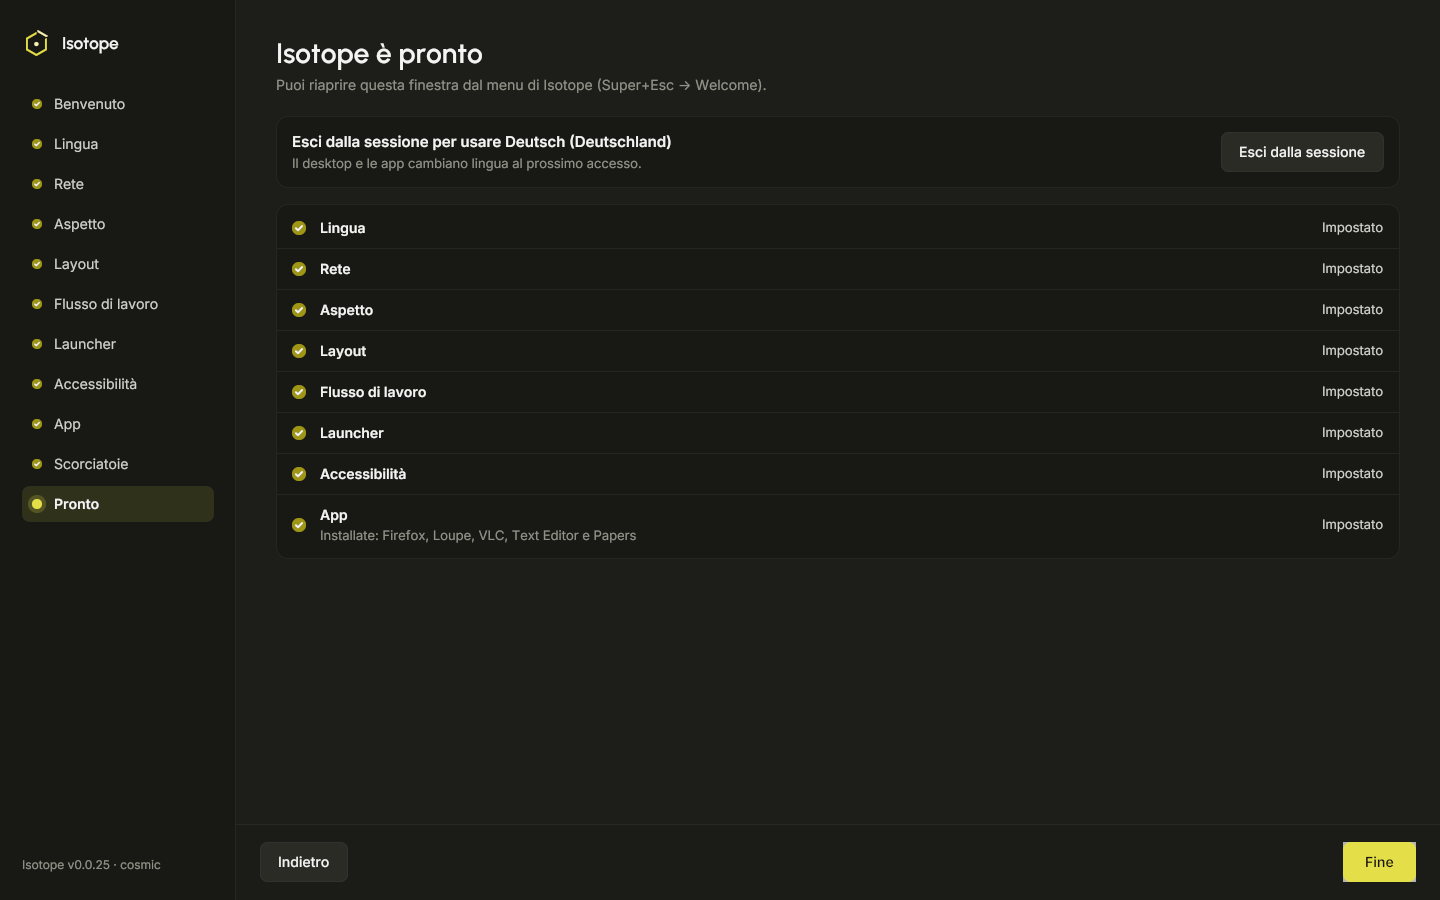 Isotope
Benvenuto
Lingua
Rete
Aspetto
Layout
Flusso di lavoro
Launcher
Accessibilità
App
Scorciatoie
Pronto
Isotope v0.0.25 · cosmic
Isotope è pronto
Puoi riaprire questa finestra dal menu di Isotope (Super+Esc → Welcome).
Esci dalla sessione per usare Deutsch (Deutschland)
Il desktop e le app cambiano lingua al prossimo accesso.
Esci dalla sessione
Lingua Impostato
Rete Impostato
Aspetto Impostato
Layout Impostato
Flusso di lavoro Impostato
Launcher Impostato
Accessibilità Impostato
App
Installate: Firefox, Loupe, VLC, Text Editor e Papers
Impostato
Indietro
Fine